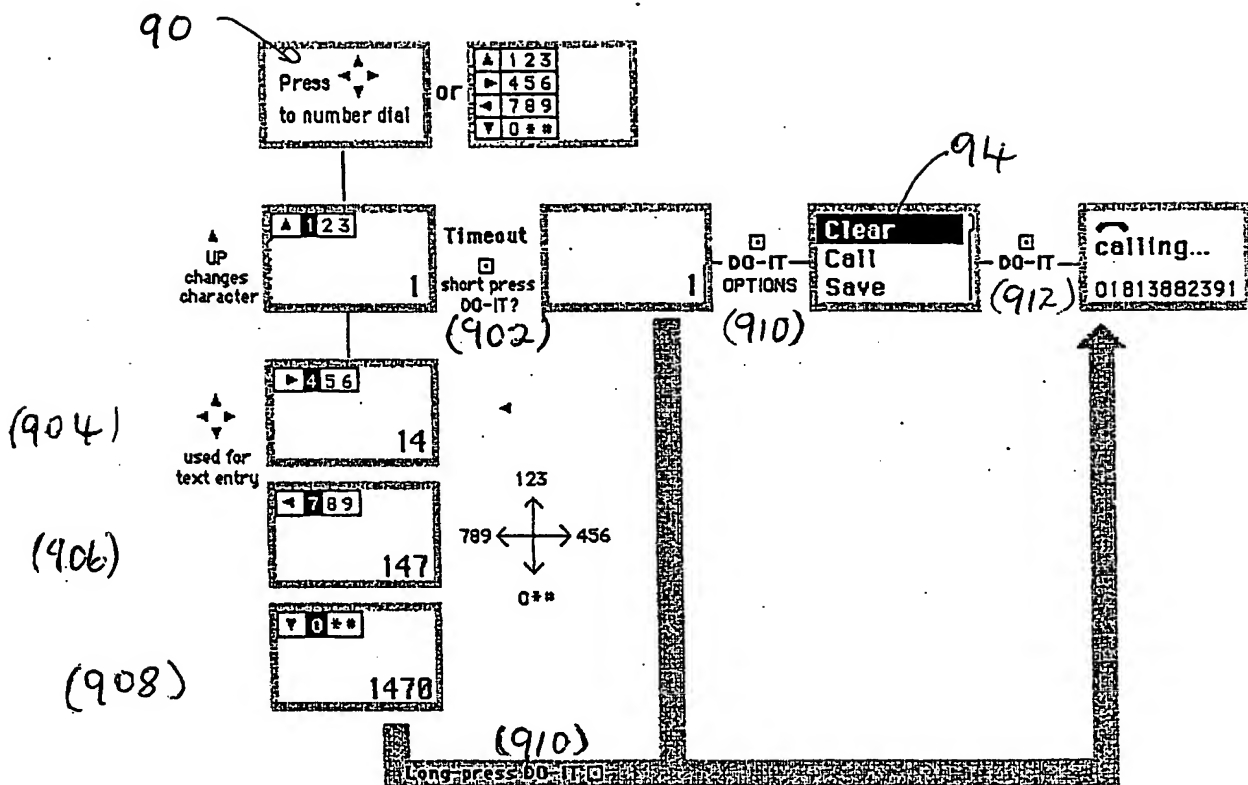 90
Press
to number dial
or
1 2 3
4 5 6
7 8 9
0 * #
94
UP
changes
character
1 2 3
1
Timeout
short press
DO-IT?
(902)
1
DO-IT
OPTIONS
(910)
Clear
Call
Save
DO-IT
(912)
calling...
01813882391
(904)
used for
text entry
4 5 6
14
(906)
7 8 9
147
123
789
456
0*#
(908)
0 * #
1470
(910)
Long-press DO-IT